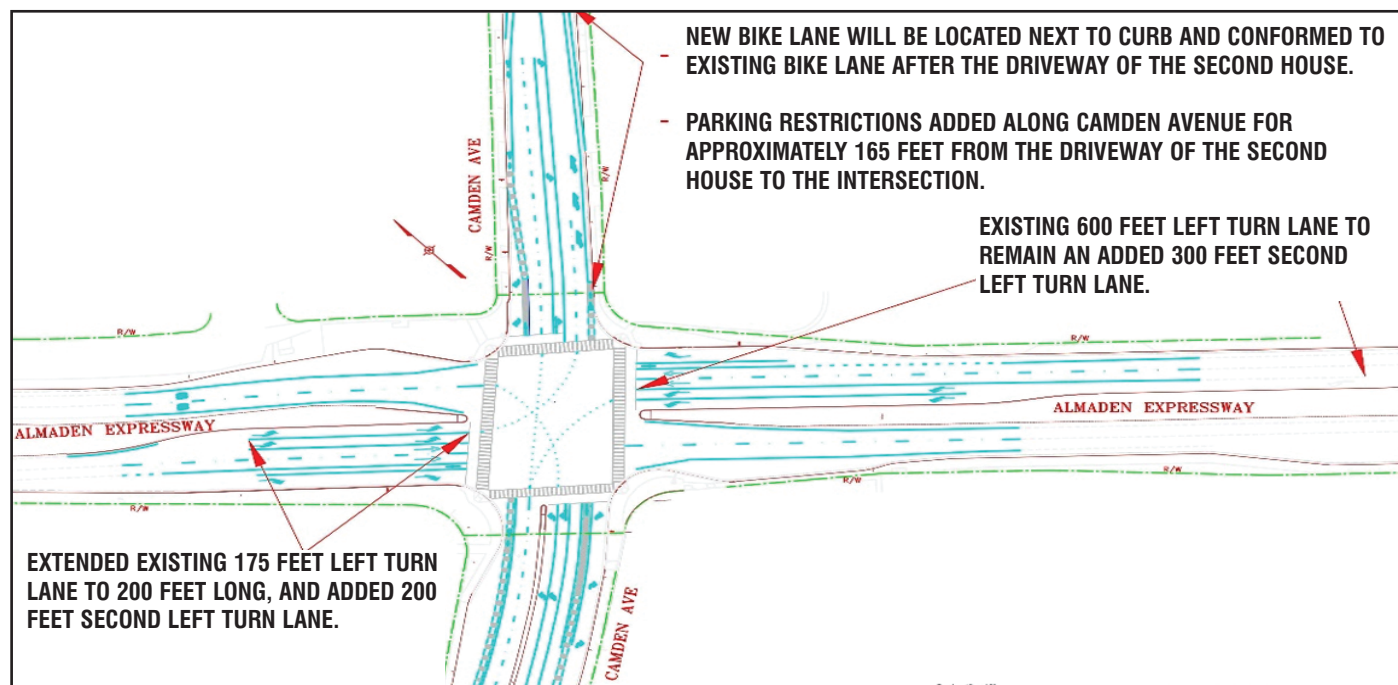 - NEW BIKE LANE WILL BE LOCATED NEXT TO CURB AND CONFORMED TO
EXISTING BIKE LANE AFTER THE DRIVEWAY OF THE SECOND HOUSE.
- PARKING RESTRICTIONS ADDED ALONG CAMDEN AVENUE FOR
APPROXIMATELY 165 FEET FROM THE DRIVEWAY OF THE SECOND
HOUSE TO THE INTERSECTION.
CAMDEN AVE
R/W
R/W
EXISTING 600 FEET LEFT TURN LANE TO
REMAIN AN ADDED 300 FEET SECOND
LEFT TURN LANE.
R/W
R/W
ALMADEN EXPRESSWAY
ALMADEN EXPRESSWAY
R/W
R/W
R/W
EXTENDED EXISTING 175 FEET LEFT TURN
LANE TO 200 FEET LONG, AND ADDED 200
FEET SECOND LEFT TURN LANE.
CAMDEN AVE